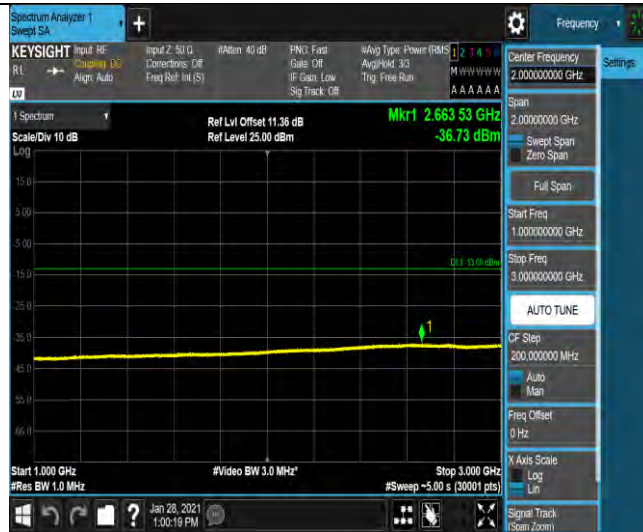 Spectrum Analyzer 1
Swept SA
+
Frequency
KEYSIGHT
Input: RF
Coupling: DC
Align: Auto
Input Z: 50 Ω
Corrections: Off
Freq Ref: Int (S)
#Atten: 40 dB
PNO: Fast
Gate: Off
IF Gain: Low
Sig Track: Off
#Avg Type: Power (RMS
Avg|Hold: 3/3
Trig: Free Run
1 2 3 4 5 6
M W W W W W
A A A A A A
RL
LXI
Center Frequency
2.000000000 GHz
Settings
Span
2.00000000 GHz
Swept Span
Zero Span
Full Span
Start Freq
1.000000000 GHz
Stop Freq
3.000000000 GHz
AUTO TUNE
CF Step
200.000000 MHz
Auto
Man
Freq Offset
0 Hz
X Axis Scale
Log
Lin
Signal Track
(Span Zoom)
1 Spectrum
Scale/Div 10 dB
Log
Ref Lvl Offset 11.36 dB
Ref Level 25.00 dBm
Mkr1 2.663 53 GHz
-36.73 dBm
15.0
5.00
-5.00
DL1 -13.00 dBm
-15.0
-25.0
1
-35.0
-45.0
-55.0
-65.0
Start 1.000 GHz
#Video BW 3.0 MHz*
Stop 3.000 GHz
#Res BW 1.0 MHz
#Sweep ~5.00 s (30001 pts)
?
Jan 28, 2021
1:00:19 PM